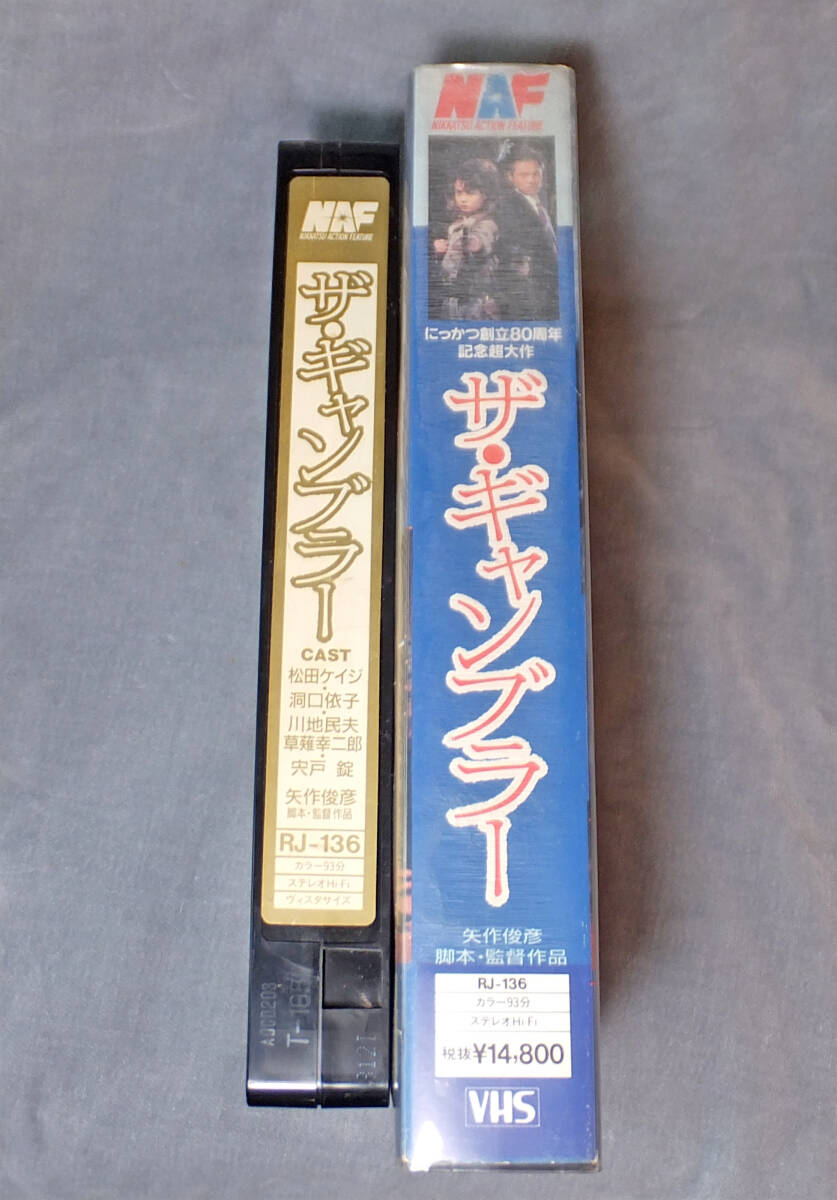 NAF
NIKKATSU ACTION FEATURE
ザ・ギャンブラー
CAST
松田ケイジ・
洞口依子・
川地民夫
草薙幸二郎・
宍戸 錠
矢作俊彦
脚本・監督作品
RJ-136
カラー93分
ステレオHi-Fi
ヴィスタサイズ
NAF
NIKKATSU ACTION FEATURE
にっかつ創立80周年
記念超大作
ザ・ギャンブラー
矢作俊彦
脚本・監督作品
RJ-136
カラー93分
ステレオHi-Fi
税抜¥14,800
VHS